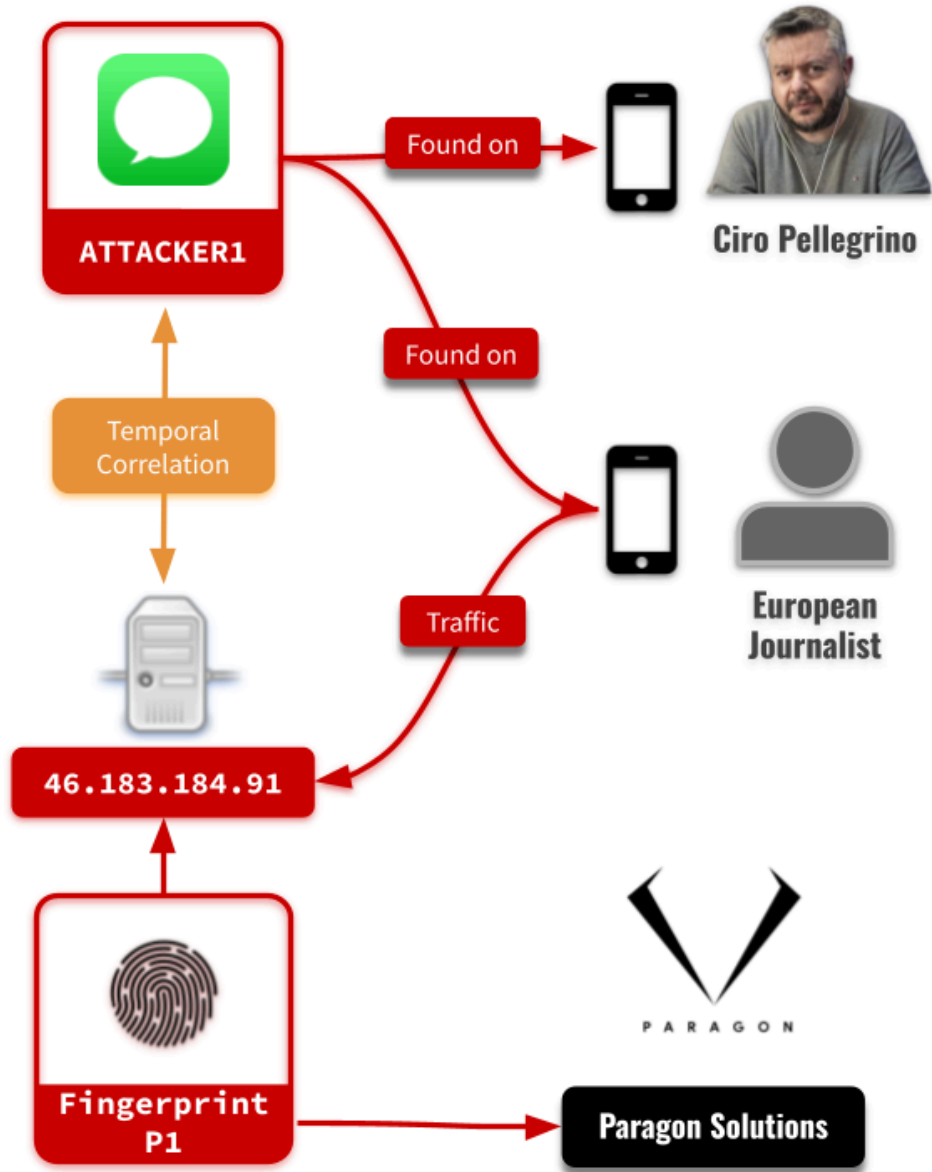 Found on
Ciro Pellegrino
ATTACKER1
Found on
Temporal
Correlation
Traffic
European
Journalist
46.183.184.91
PARAGON
Fingerprint
P1
Paragon Solutions